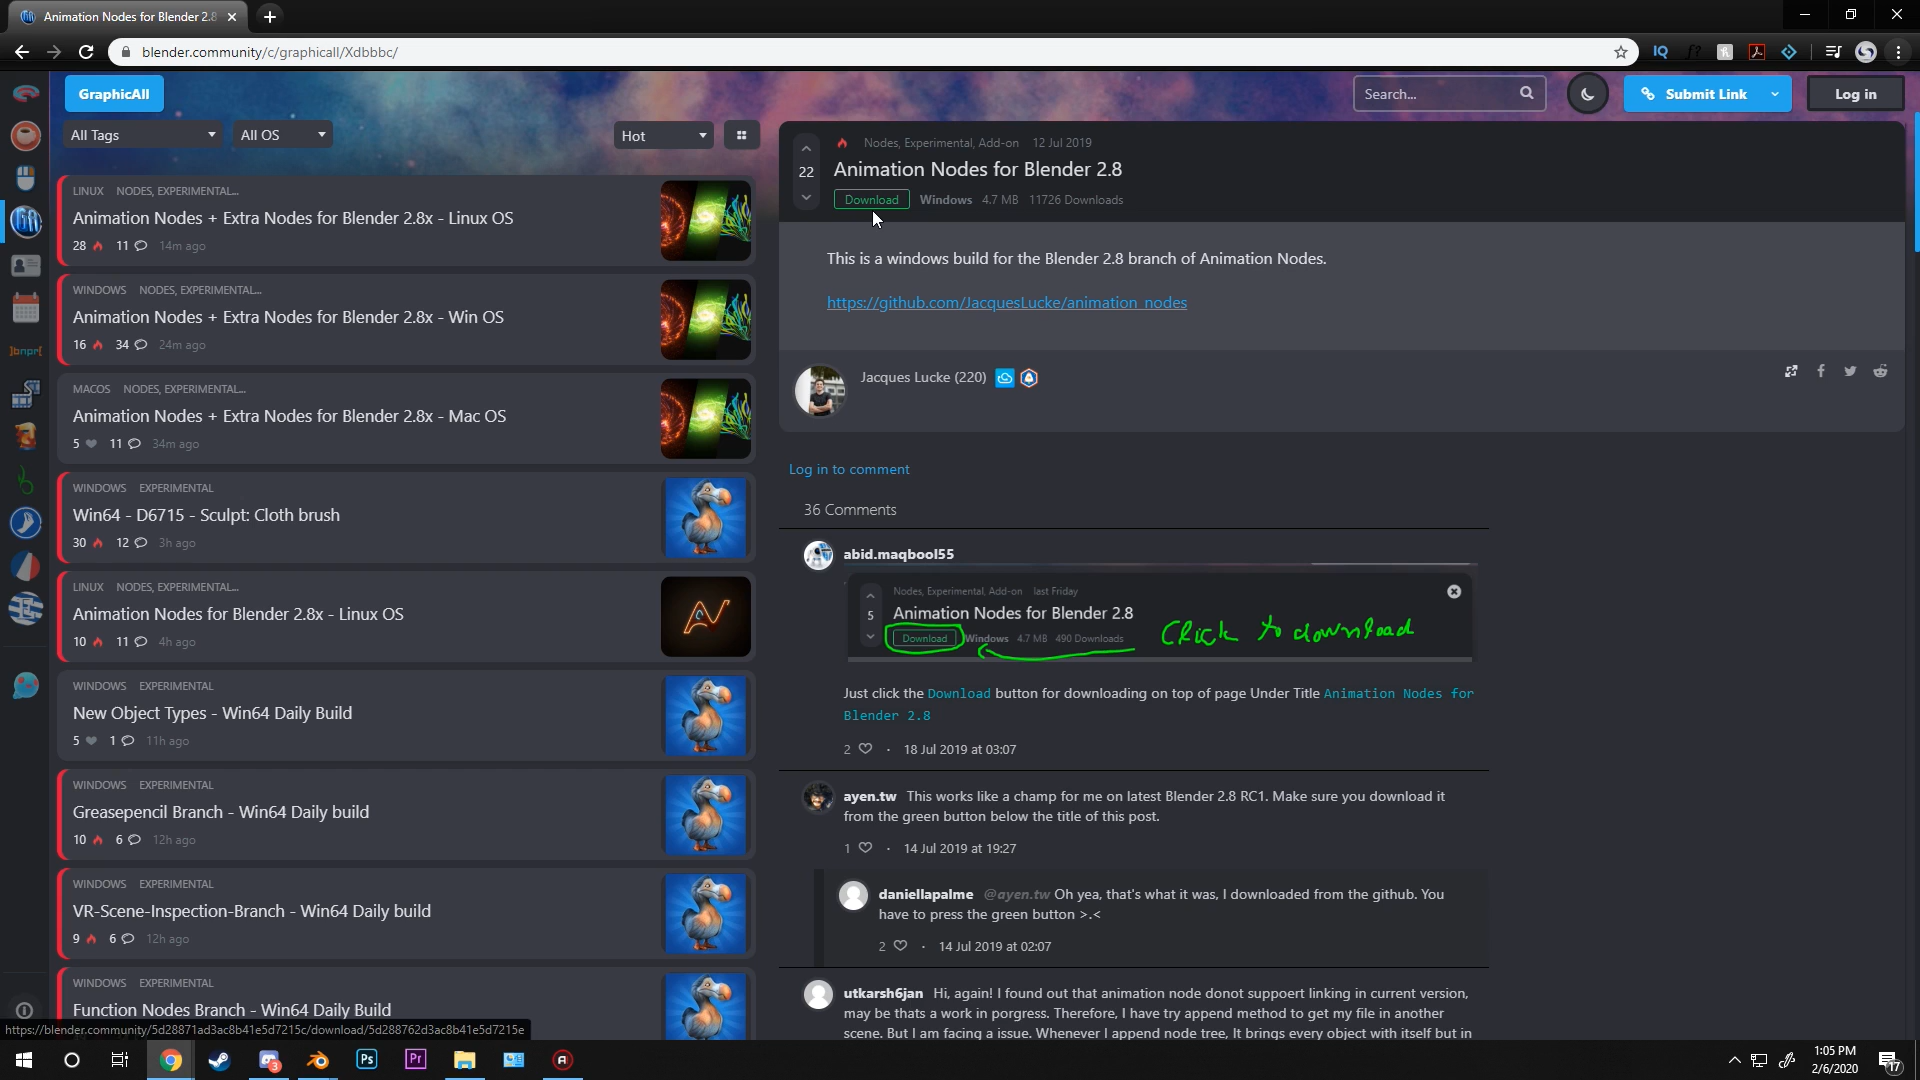 Animation Nodes for Blender 2.8
blender.community/c/graphicall/Xdbbbc/
GraphicAll
Search...
Submit Link
Log in
All Tags
All OS
Hot
LINUX NODES, EXPERIMENTAL...
Animation Nodes + Extra Nodes for Blender 2.8x - Linux OS
28 11 14m ago
WINDOWS NODES, EXPERIMENTAL...
Animation Nodes + Extra Nodes for Blender 2.8x - Win OS
16 34 24m ago
MACOS NODES, EXPERIMENTAL...
Animation Nodes + Extra Nodes for Blender 2.8x - Mac OS
5 11 34m ago
WINDOWS EXPERIMENTAL
Win64 - D6715 - Sculpt: Cloth brush
30 12 3h ago
LINUX NODES, EXPERIMENTAL...
Animation Nodes for Blender 2.8x - Linux OS
10 11 4h ago
WINDOWS EXPERIMENTAL
New Object Types - Win64 Daily Build
5 1 11h ago
WINDOWS EXPERIMENTAL
Greasepencil Branch - Win64 Daily build
10 6 12h ago
WINDOWS EXPERIMENTAL
VR-Scene-Inspection-Branch - Win64 Daily build
9 6 12h ago
WINDOWS EXPERIMENTAL
Function Nodes Branch - Win64 Daily Build
https://blender.community/5d28871ad3ac8b41e5d7215c/download/5d288762d3ac8b41e5d7215e
Nodes, Experimental, Add-on 12 Jul 2019
22
Animation Nodes for Blender 2.8
Download Windows 4.7 MB 11726 Downloads
This is a windows build for the Blender 2.8 branch of Animation Nodes.
https://github.com/JacquesLucke/animation_nodes
Jacques Lucke (220)
Log in to comment
36 Comments
abid.maqbool55
Nodes, Experimental, Add-on last Friday
5 Animation Nodes for Blender 2.8
Download Windows 4.7 MB 490 Downloads
Click to download
Just click the Download button for downloading on top of page Under Title Animation Nodes for
Blender 2.8
2 · 18 Jul 2019 at 03:07
ayen.tw This works like a champ for me on latest Blender 2.8 RC1. Make sure you download it
from the green button below the title of this post.
1 · 14 Jul 2019 at 19:27
daniellapalme @ayen.tw Oh yea, that's what it was, I downloaded from the github. You
have to press the green button >.<
2 · 14 Jul 2019 at 02:07
utkarsh6jan Hi, again! I found out that animation node donot suppoert linking in current version,
may be thats a work in porgress. Therefore, I have try append method to get my file in another
scene. But I am facing a issue. Whenever I append node tree, It brings every object with itself but in
Ps
Pr
3
1:05 PM
2/6/2020
17